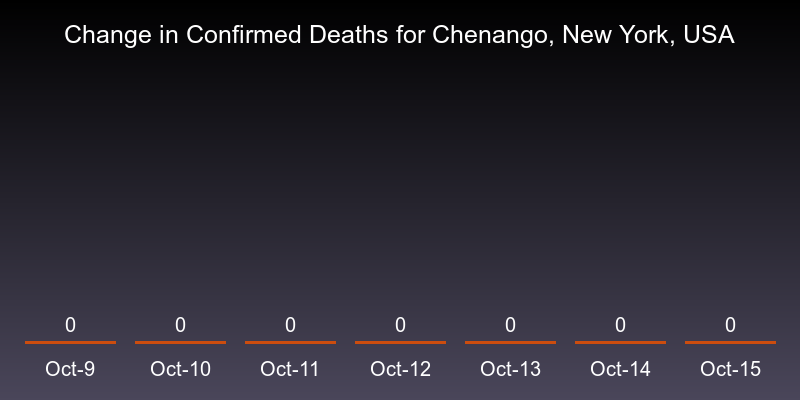 Change in Confirmed Deaths for Chenango, New York, USA
0 0 0 0 0 0 0
Oct-9 Oct-10 Oct-11 Oct-12 Oct-13 Oct-14 Oct-15